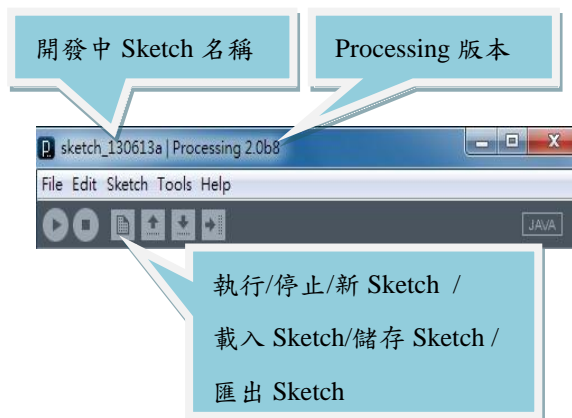 開發中 Sketch 名稱
Processing 版本
sketch_130613a | Processing 2.0b8
File Edit Sketch Tools Help
JAVA
執行/停止/新 Sketch /
載入 Sketch/儲存 Sketch /
匯出 Sketch